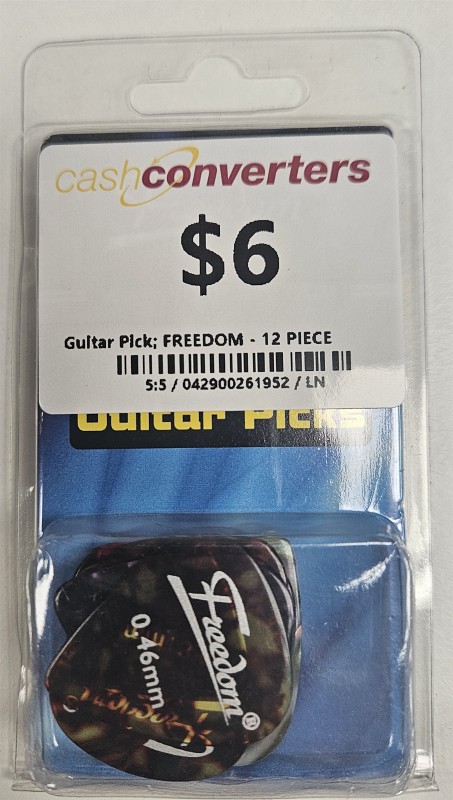 cashconverters
$6
Guitar Pick; FREEDOM - 12 PIECE
5:5 / 042900261952 / LN
Guitar Picks
Freedom®
0.46mm